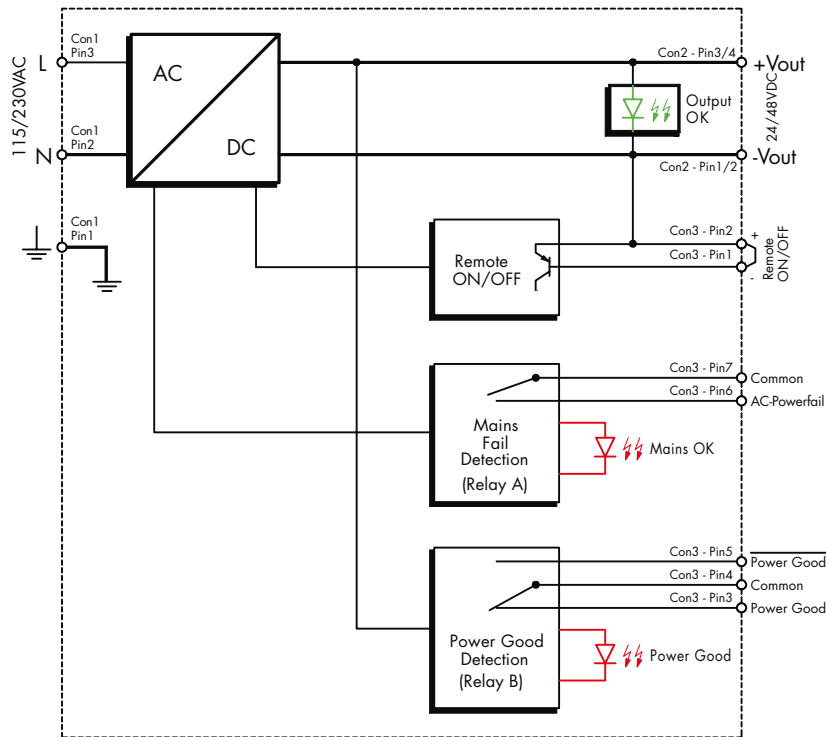 115/230VAC
L
Con1
Pin3
N
Con1
Pin2
Con1
Pin1
AC
DC
Con2 - Pin3/4
+Vout
Output
OK
24/48VDC
-Vout
Con2 - Pin1/2
Remote
ON/OFF
Con3 - Pin2
+
Con3 - Pin1
-
Remote
ON/OFF
Mains
Fail
Detection
(Relay A)
Con3 - Pin7
Common
Con3 - Pin6
AC-Powerfail
Mains OK
Power Good
Detection
(Relay B)
Con3 - Pin5
Power Good
Con3 - Pin4
Common
Con3 - Pin3
Power Good
Power Good